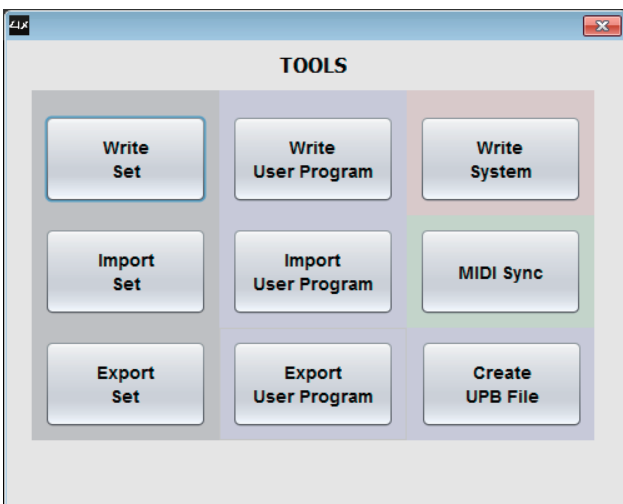 TOOLS
Write
Set
Write
User Program
Write
System
Import
Set
Import
User Program
MIDI Sync
Export
Set
Export
User Program
Create
UPB File